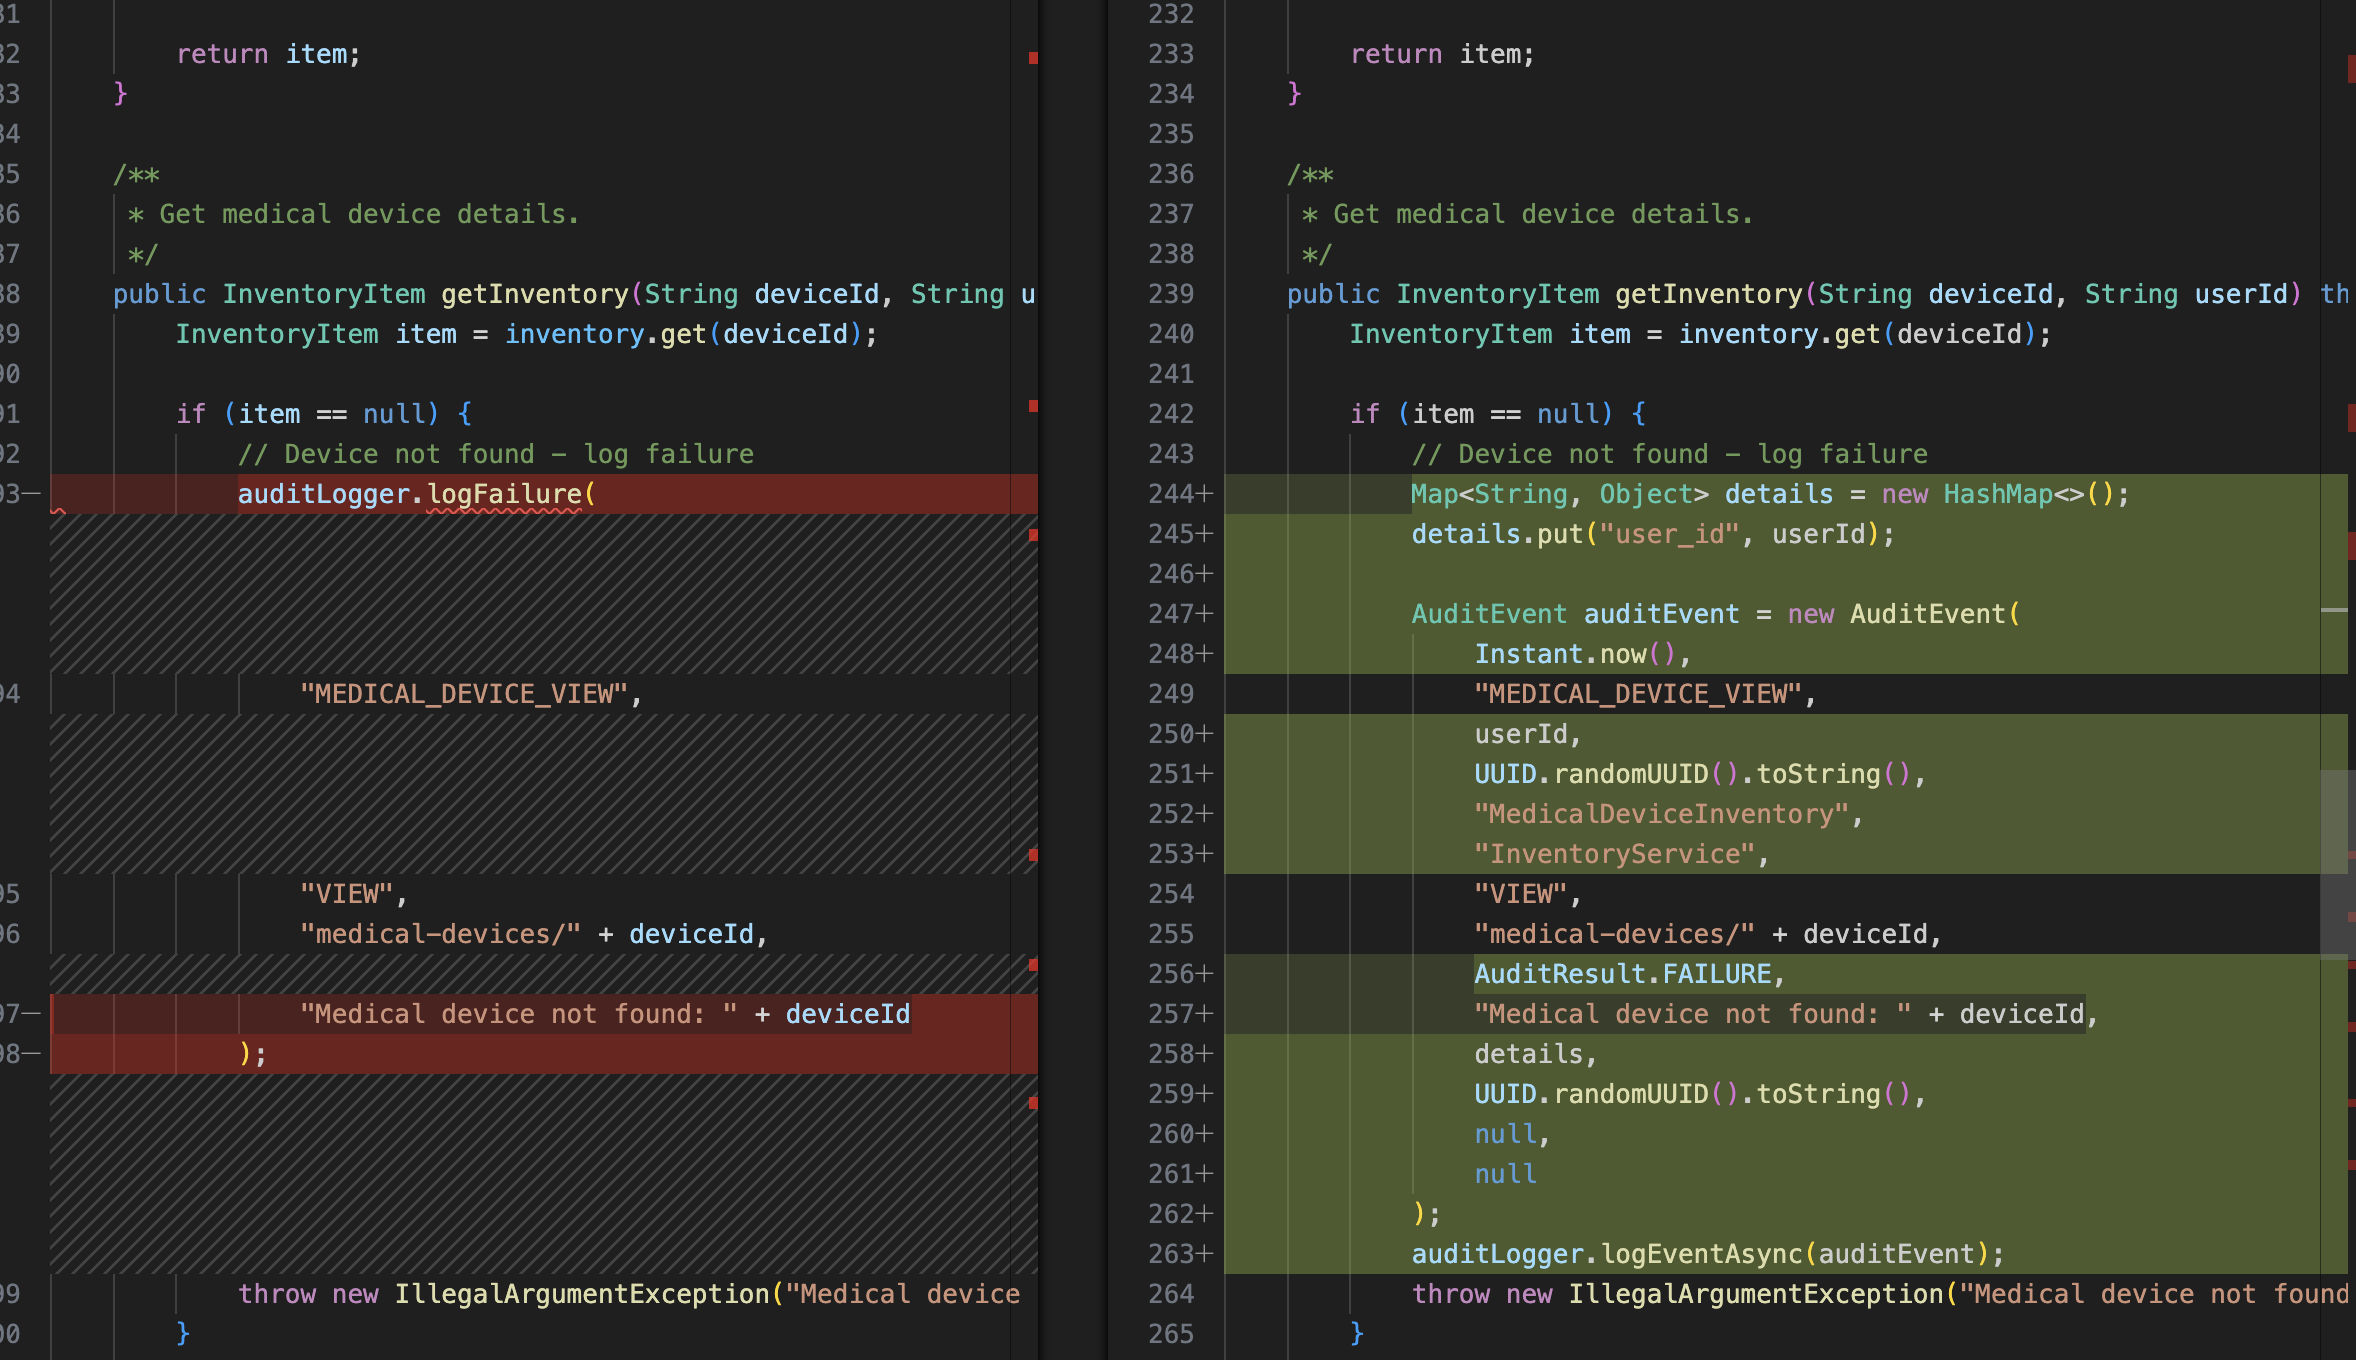 31
32 return item;
33 }
34
35 /**
36 * Get medical device details.
37 */
38 public InventoryItem getInventory(String deviceId, String u
39 InventoryItem item = inventory.get(deviceId);
90
91 if (item == null) {
92 // Device not found – log failure
93— auditLogger.logFailure(
94 "MEDICAL_DEVICE_VIEW",
95 "VIEW",
96 "medical-devices/" + deviceId,
97— "Medical device not found: " + deviceId
98— );
99 throw new IllegalArgumentException("Medical device
00 }
232
233 return item;
234 }
235
236 /**
237 * Get medical device details.
238 */
239 public InventoryItem getInventory(String deviceId, String userId) th
240 InventoryItem item = inventory.get(deviceId);
241
242 if (item == null) {
243 // Device not found – log failure
244+ Map<String, Object> details = new HashMap<>();
245+ details.put("user_id", userId);
246+
247+ AuditEvent auditEvent = new AuditEvent(
248+ Instant.now(),
249 "MEDICAL_DEVICE_VIEW",
250+ userId,
251+ UUID.randomUUID().toString(),
252+ "MedicalDeviceInventory",
253+ "InventoryService",
254 "VIEW",
255 "medical-devices/" + deviceId,
256+ AuditResult.FAILURE,
257+ "Medical device not found: " + deviceId,
258+ details,
259+ UUID.randomUUID().toString(),
260+ null,
261+ null
262+ );
263+ auditLogger.logEventAsync(auditEvent);
264 throw new IllegalArgumentException("Medical device not found
265 }